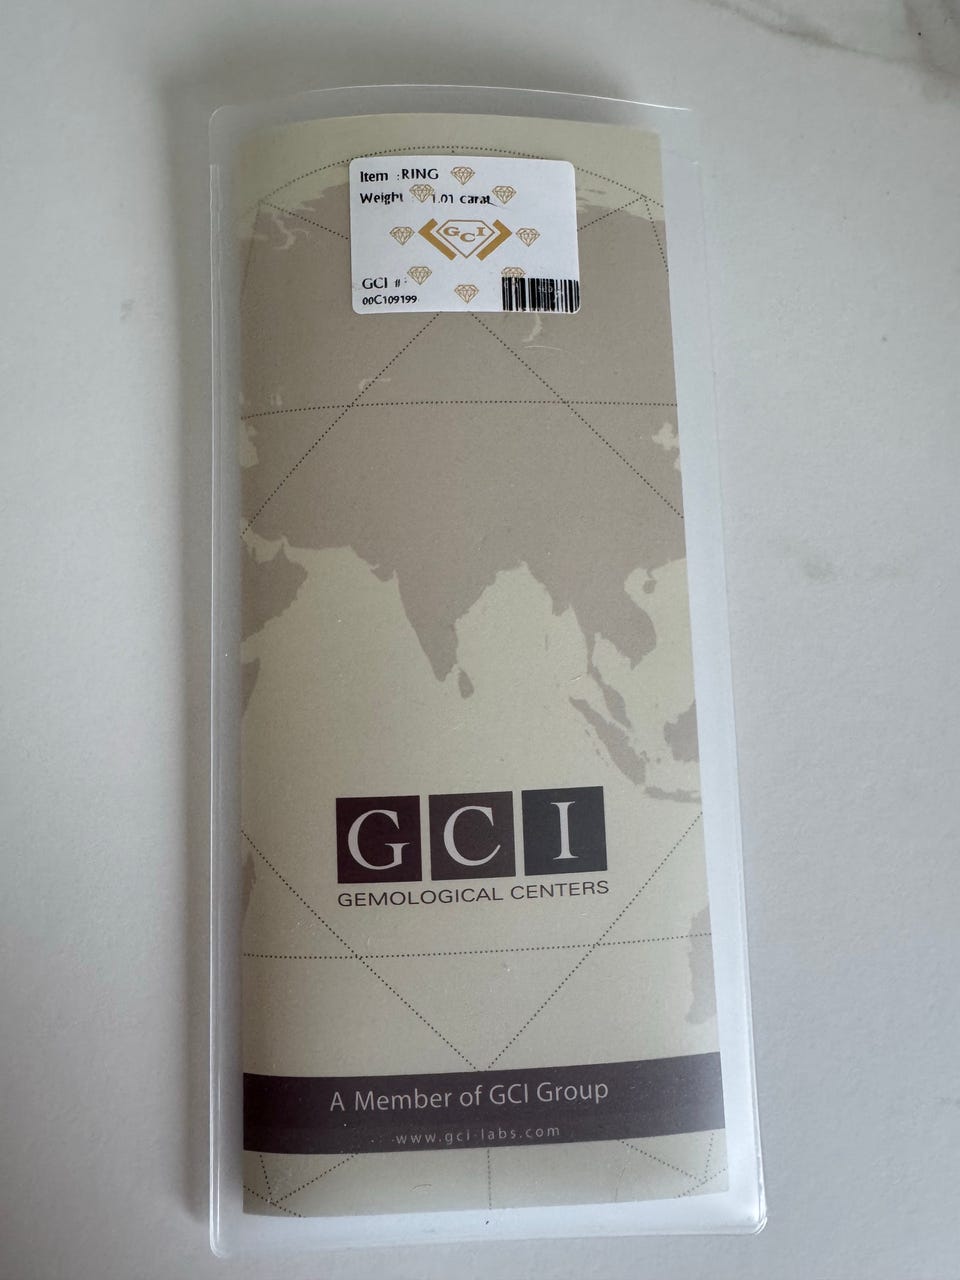 Item :RING
Weight 1.01 carat
GCI
GCI #
00C109199
GCI
GEMOLOGICAL CENTERS
A Member of GCI Group
www.gci-labs.com